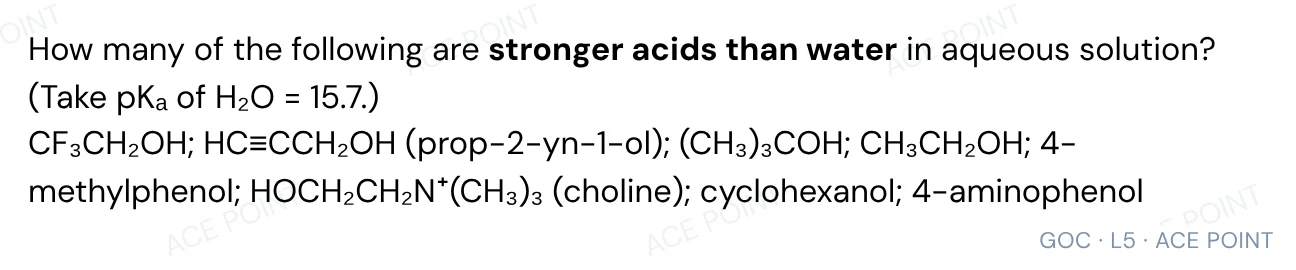 How many of the following are stronger acids than water in aqueous solution?
(Take pKₐ of H₂O = 15.7.)
CF₃CH₂OH; HC≡CCH₂OH (prop-2-yn-1-ol); (CH₃)₃COH; CH₃CH₂OH; 4-
methylphenol; HOCH₂CH₂N⁺(CH₃)₃ (choline); cyclohexanol; 4-aminophenol
GOC · L5 · ACE POINT